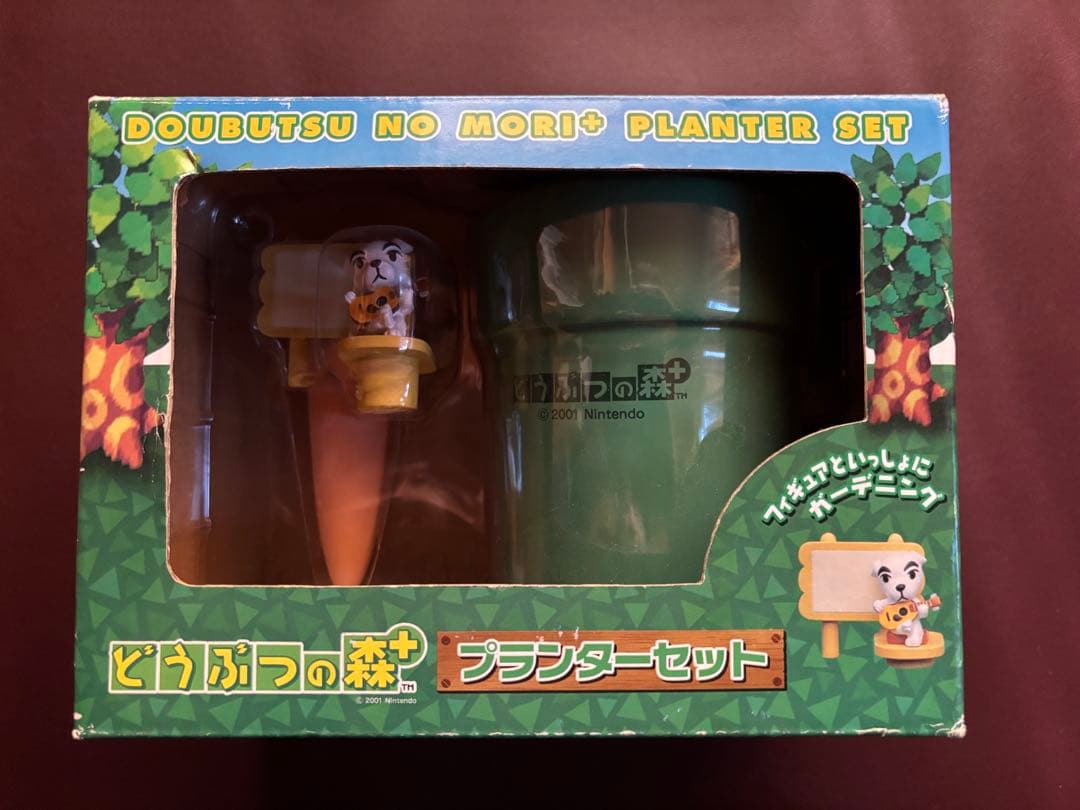 DOUBUTSU NO MORI+ PLANTER SET
どうぶつの森+™
©2001 Nintendo
フィギュアといっしょに
ガーデニング
どうぶつの森+™
© 2001 Nintendo
プランターセット